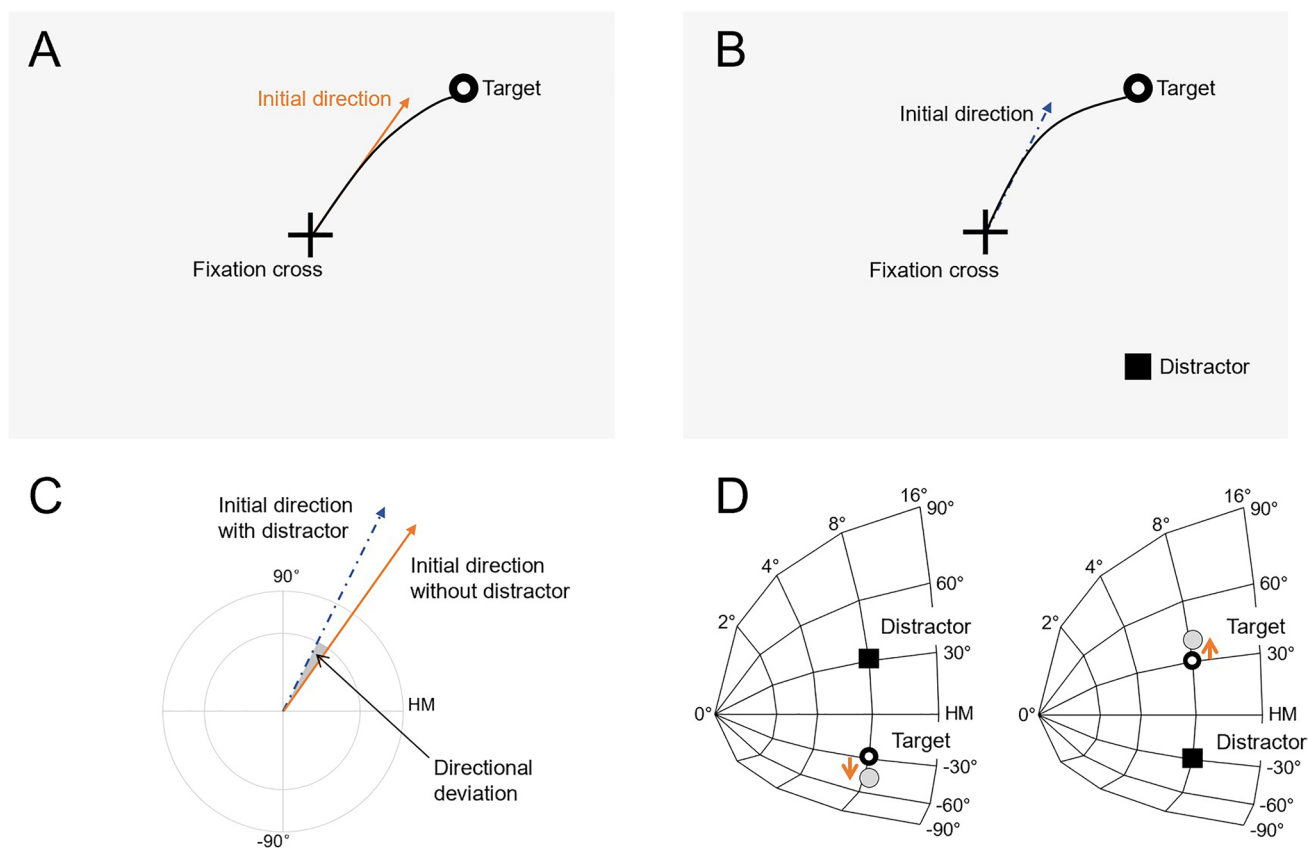 A
Initial direction
Target
Fixation cross
B
Initial direction
Target
Fixation cross
Distractor
C
Initial direction
with distractor
Initial direction
without distractor
90°
HM
-90°
Directional
deviation
D
16°
90°
8°
4°
60°
2°
Distractor
30°
0°
HM
Target
-30°
-60°
-90°
16°
90°
8°
4°
60°
2°
Target
30°
0°
HM
Distractor
-30°
-60°
-90°